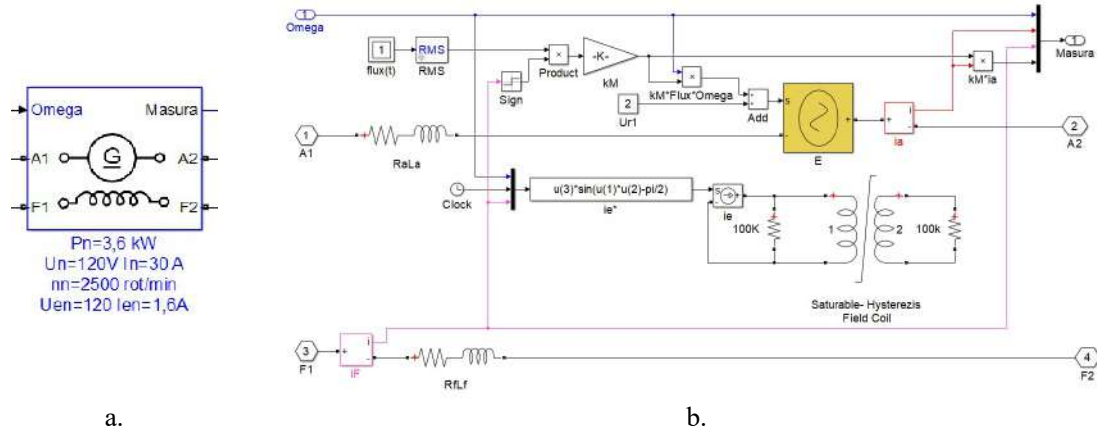 Omega
Masura
A1
G
A2
F1
F2
Pn=3,6 kW
Un=120V In=30 A
nn=2500 rot/min
Uen=120 Ien=1,6A
a.
1
Omega
1
flux(t)
RMS
RMS
×
Product
-K-
kM
Sign
×
kM*Flux*Omega
2
Ur1
+
+
Add
S
+
-
E
i
+
-
ia
×
kM*ia
1
Masura
1
A1
RaLa
2
A2
Clock
u(3)*sin(u(1)*u(2)-pi/2)
ie*
S
+
-
ie
100K
1
2
100k
Saturable- Hysterezis
Field Coil
3
F1
+
i
-
iF
RfLf
4
F2
b.